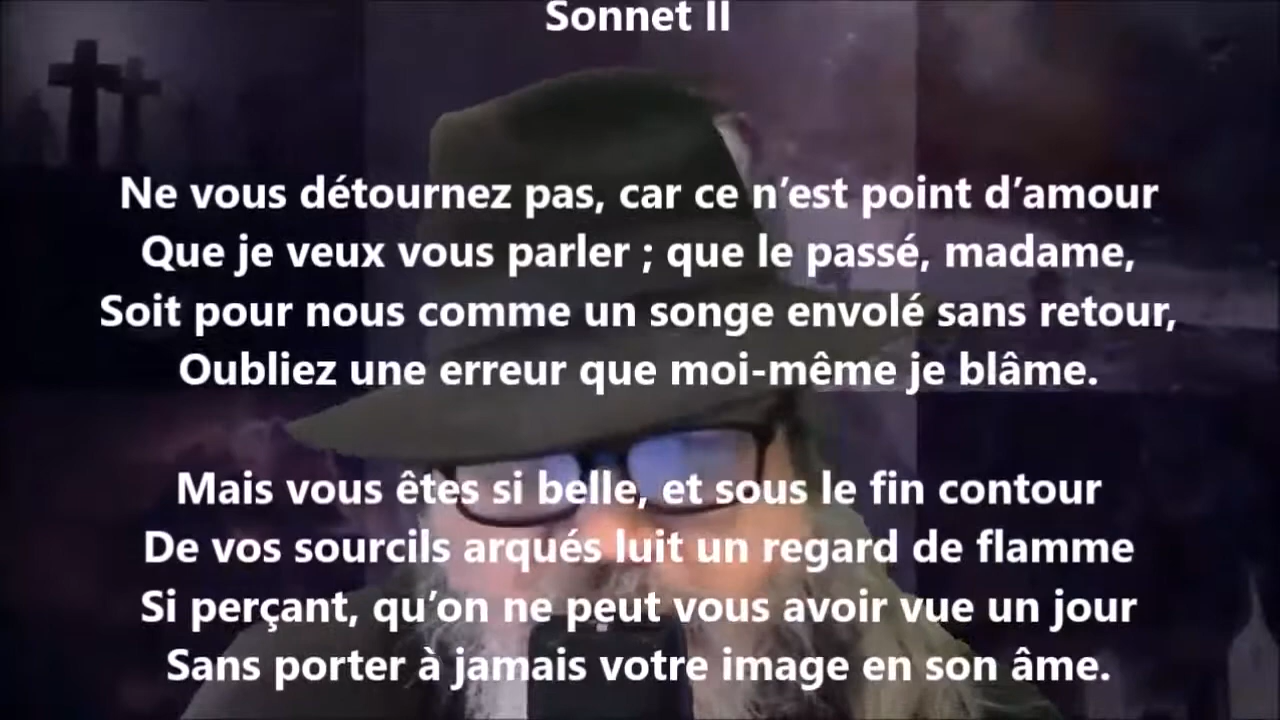 Sonnet II
Ne vous détournez pas, car ce n’est point d’amour
Que je veux vous parler ; que le passé, madame,
Soit pour nous comme un songe envolé sans retour,
Oubliez une erreur que moi-même je blâme.
Mais vous êtes si belle, et sous le fin contour
De vos sourcils arqués luit un regard de flamme
Si perçant, qu’on ne peut vous avoir vue un jour
Sans porter à jamais votre image en son âme.